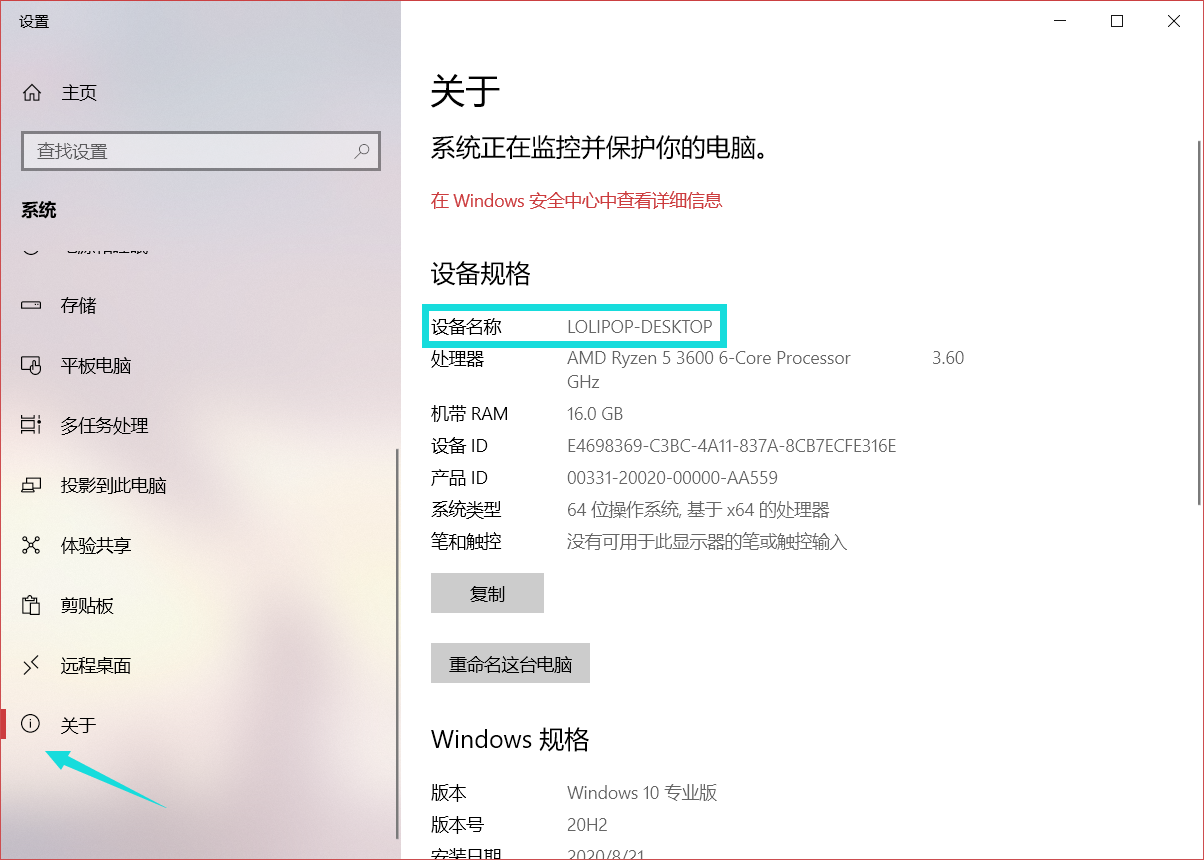 设置
主页
查找设置
系统
存储
平板电脑
多任务处理
投影到此电脑
体验共享
剪贴板
远程桌面
关于
关于
系统正在监控并保护你的电脑。
在 Windows 安全中心中查看详细信息
设备规格
设备名称 LOLIPOP-DESKTOP
处理器 AMD Ryzen 5 3600 6-Core Processor 3.60
GHz
机带 RAM 16.0 GB
设备 ID E4698369-C3BC-4A11-837A-8CB7ECFE316E
产品 ID 00331-20020-00000-AA559
系统类型 64 位操作系统, 基于 x64 的处理器
笔和触控 没有可用于此显示器的笔或触控输入
复制
重命名这台电脑
Windows 规格
版本 Windows 10 专业版
版本号 20H2
安装日期 2020/8/21